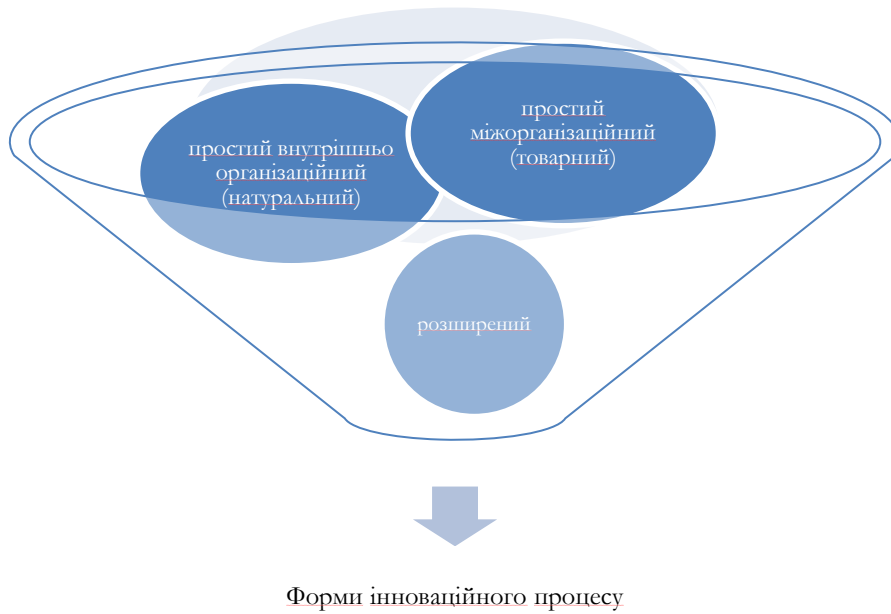 простий внутрішньо
організаційний
(натуральний)
простий
міжорганізаційний
(товарний)
розширений
Форми інноваційного процесу